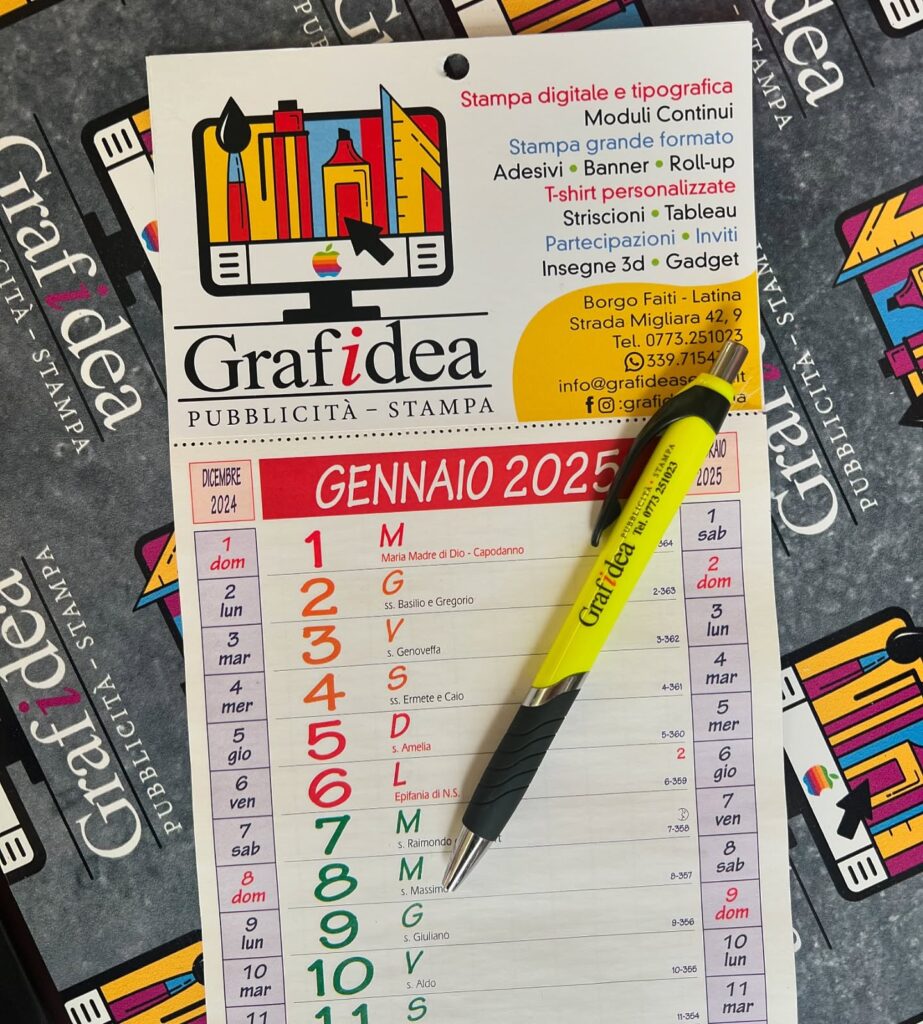 Stampa digitale e tipografica
Moduli Continui
Stampa grande formato
Adesivi • Banner • Roll-up
T-shirt personalizzate
Striscioni • Tableau
Partecipazioni • Inviti
Insegne 3d • Gadget
Borgo Faiti - Latina
Strada Migliara 42, 9
Tel. 0773.251023
Grafidea
PUBBLICITÀ - STAMPA
DICEMBRE
2024
GENNAIO 2025
2025
1 dom
2 lun
3 mar
4 mer
5 gio
6 ven
7 sab
8 dom
9 lun
10 mar
11
1 M
Maria Madre di Dio - Capodanno
364
2 G
ss. Basilio e Gregorio
2-363
3 V
s. Genoveffa
3-362
4 S
ss. Ermete e Caio
4-361
5 D
s. Amelia
5-360
6 L
Epifania di N.S.
2
6-359
7 M
s. Raimondo
7-358
8 M
s. Massimo
8-357
9 G
s. Giuliano
9-356
10 V
s. Aldo
10-355
11 S
11-354
1 sab
2 dom
3 lun
4 mar
5 mer
6 gio
7 ven
8 sab
9 dom
10 lun
11 mar
Grafidea
PUBBLICITÀ - STAMPA
Tel. 0773 251023
Grafidea
PUBBLICITÀ - STAMPA
Grafidea
PUBBLICITÀ - STAMPA
Grafidea
PUBBLICITÀ - STAMPA
idea
STAMPA